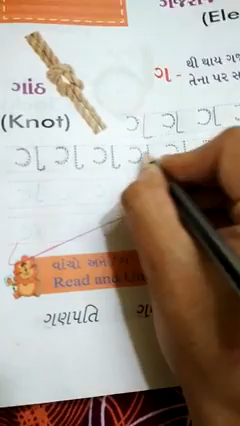 (Ele
ગ - થી થાય ગ
તેના પર સ
ગાંઠ
(Knot)
ગ ગ ગ
ગ ગ ગ ગ
વાંચો અને
Read and
ગણપતિ